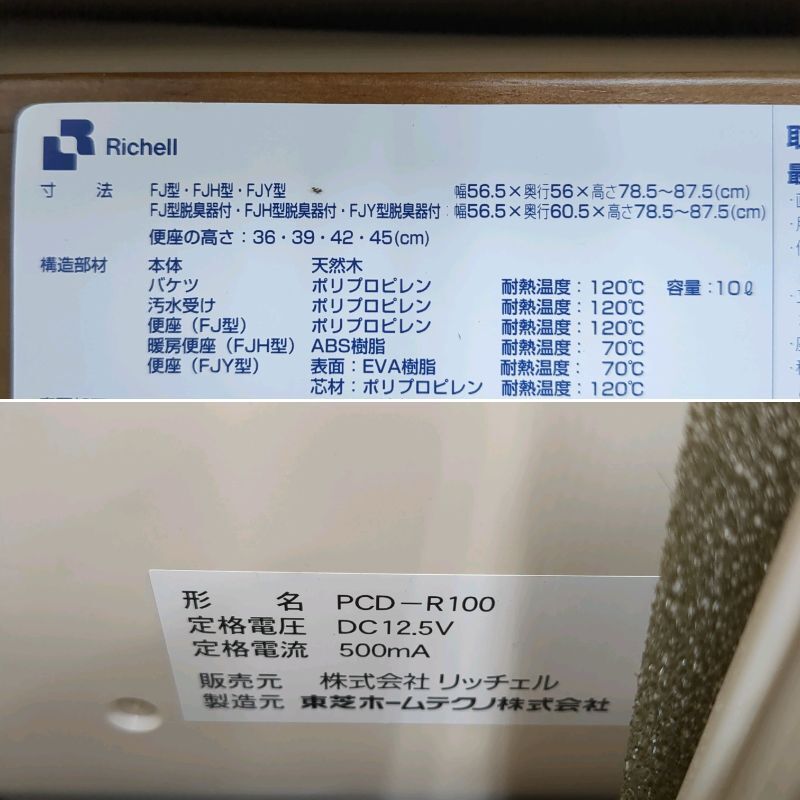 Richell
寸　法　FJ型・FJH型・FJY型　幅56.5×奥行56×高さ78.5～87.5(cm)
FJ型脱臭器付・FJH型脱臭器付・FJY型脱臭器付：幅56.5×奥行60.5×高さ78.5～87.5(cm)
便座の高さ：36・39・42・45(cm)
構造部材　本体　天然木
バケツ　ポリプロピレン　耐熱温度：120℃　容量：10ℓ
汚水受け　ポリプロピレン　耐熱温度：120℃
便座（FJ型）　ポリプロピレン　耐熱温度：120℃
暖房便座（FJH型）　ABS樹脂　耐熱温度：70℃
便座（FJY型）　表面：EVA樹脂　耐熱温度：70℃
芯材：ポリプロピレン　耐熱温度：120℃
形　名　PCD－R100
定格電圧　DC12.5V
定格電流　500mA
販売元　株式会社 リッチェル
製造元　東芝ホームテクノ株式会社